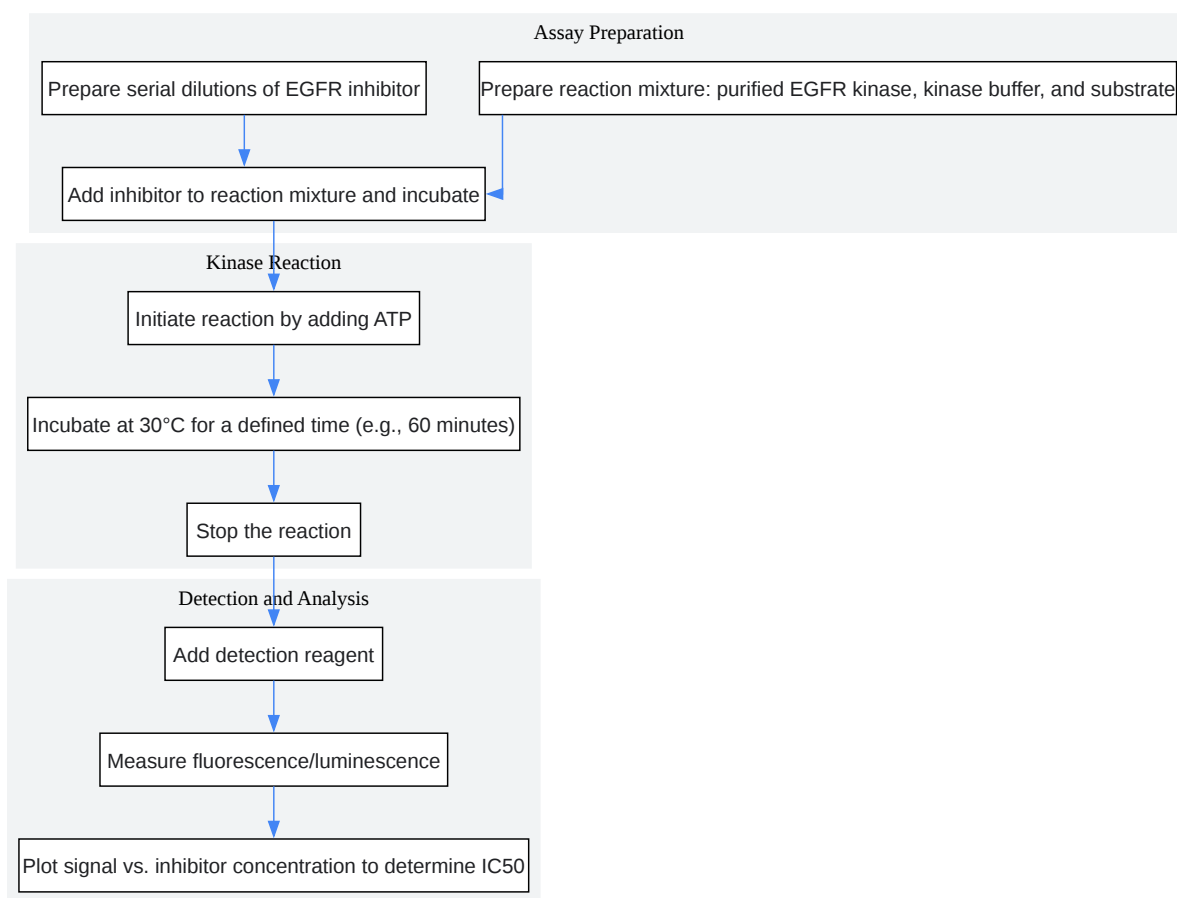 Assay Preparation
Prepare serial dilutions of EGFR inhibitor
Prepare reaction mixture: purified EGFR kinase, kinase buffer, and substrate
Add inhibitor to reaction mixture and incubate
Kinase Reaction
Initiate reaction by adding ATP
Incubate at 30°C for a defined time (e.g., 60 minutes)
Stop the reaction
Detection and Analysis
Add detection reagent
Measure fluorescence/luminescence
Plot signal vs. inhibitor concentration to determine IC50